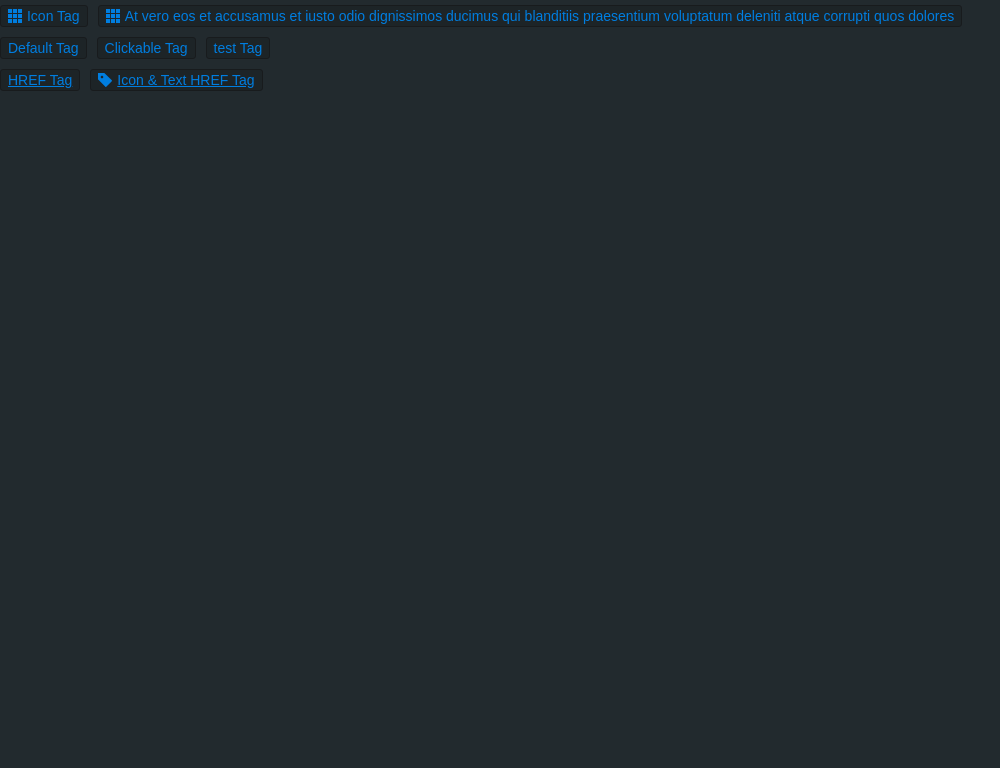 Icon Tag At vero eos et accusamus et iusto odio dignissimos ducimus qui blanditiis praesentium voluptatum deleniti atque corrupti quos dolores
Default Tag Clickable Tag test Tag
HREF Tag Icon & Text HREF Tag